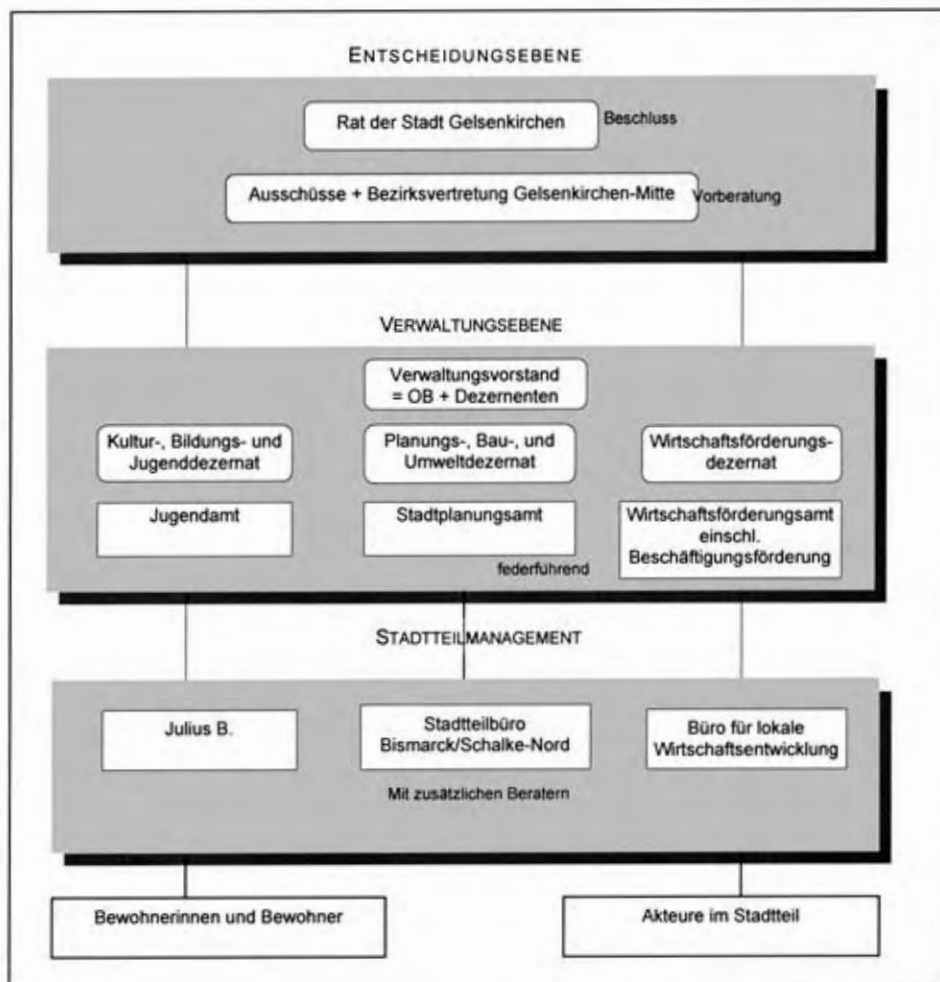 ENTSCHEIDUNGSEBENE
Rat der Stadt Gelsenkirchen
Beschluss
Ausschüsse + Bezirksvertretung Gelsenkirchen-Mitte
Vorberatung
VERWALTUNGSEBENE
Verwaltungsvorstand
= OB + Dezernenten
Kultur-, Bildungs- und
Jugenddezernat
Planungs-, Bau-, und
Umweltdezernat
Wirtschaftsförderungs-
dezernat
Jugendamt
Stadtplanungsamt
Wirtschaftsförderungsamt
einschl.
Beschäftigungsförderung
federführend
STADTTEILMANAGEMENT
Julius B.
Stadtteilbüro
Bismarck/Schalke-Nord
Büro für lokale
Wirtschaftsentwicklung
Mit zusätzlichen Beratern
Bewohnerinnen und Bewohner
Akteure im Stadtteil